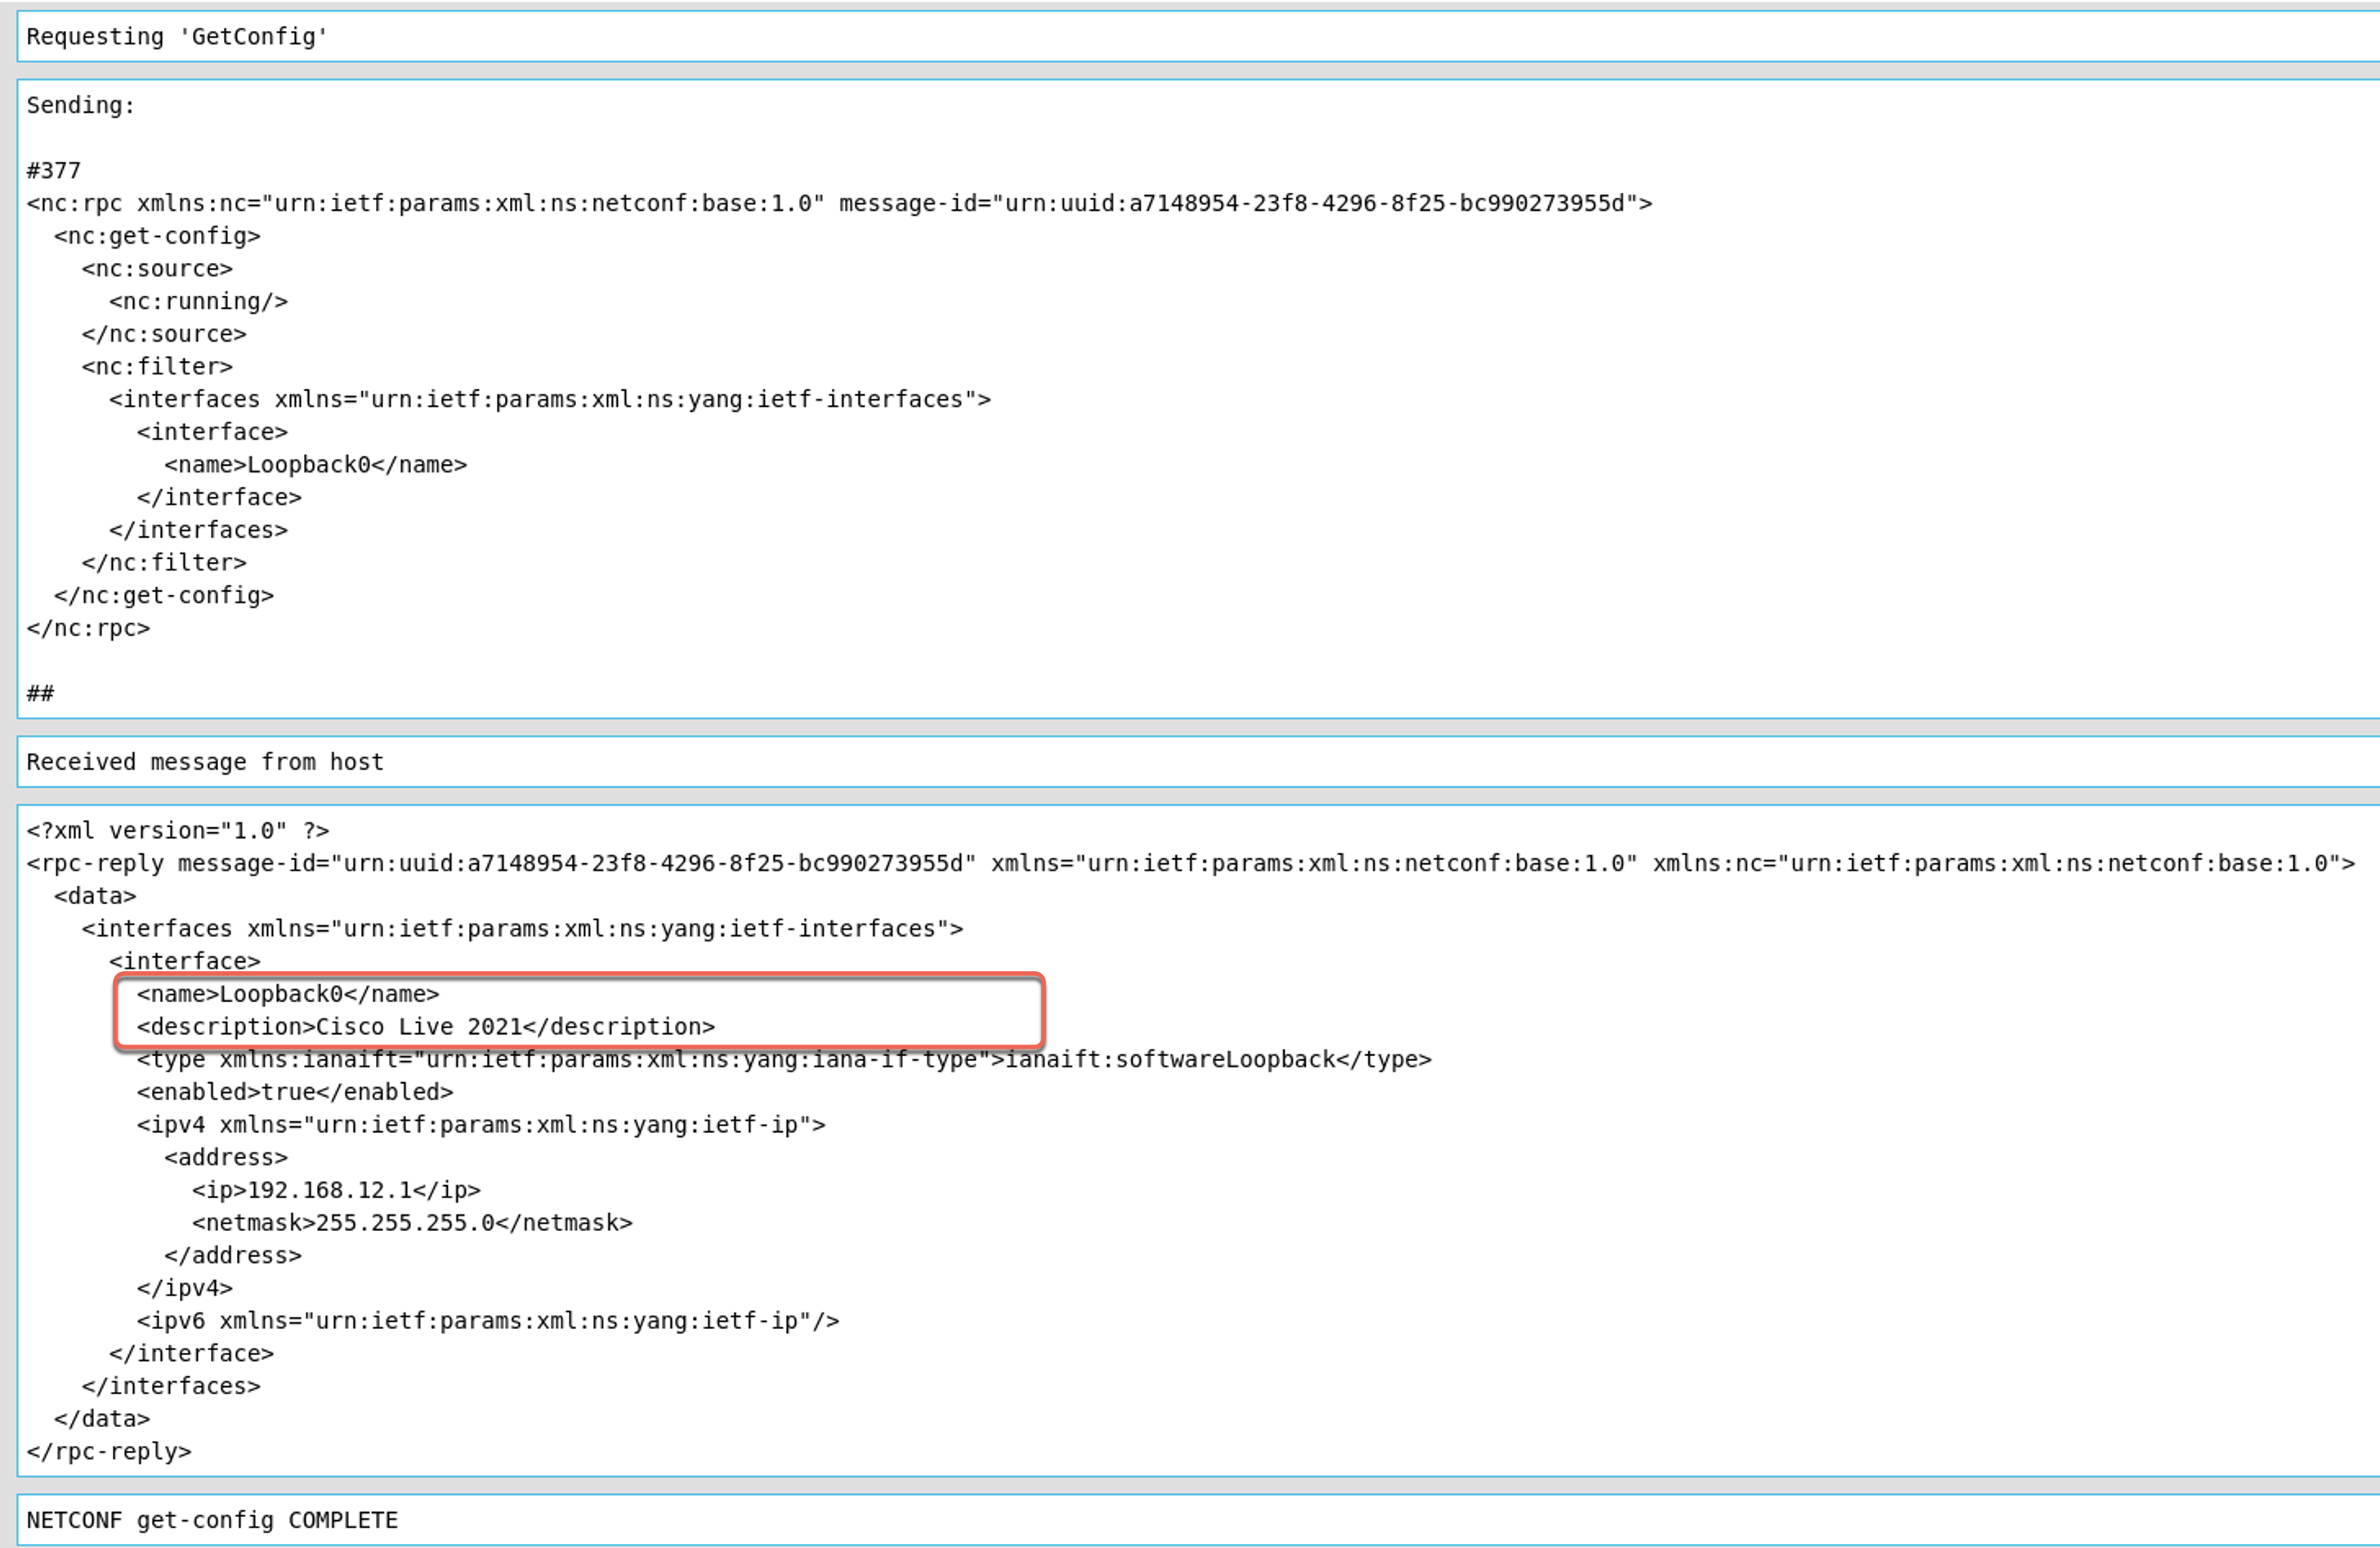 Requesting 'GetConfig'
Sending:
#377
<nc:rpc xmlns:nc="urn:ietf:params:xml:ns:netconf:base:1.0" message-id="urn:uuid:a7148954-23f8-4296-8f25-bc990273955d">
  <nc:get-config>
    <nc:source>
      <nc:running/>
    </nc:source>
    <nc:filter>
      <interfaces xmlns="urn:ietf:params:xml:ns:yang:ietf-interfaces">
        <interface>
          <name>Loopback0</name>
        </interface>
      </interfaces>
    </nc:filter>
  </nc:get-config>
</nc:rpc>
##
Received message from host
<?xml version="1.0" ?>
<rpc-reply message-id="urn:uuid:a7148954-23f8-4296-8f25-bc990273955d" xmlns="urn:ietf:params:xml:ns:netconf:base:1.0" xmlns:nc="urn:ietf:params:xml:ns:netconf:base:1.0">
  <data>
    <interfaces xmlns="urn:ietf:params:xml:ns:yang:ietf-interfaces">
      <interface>
        <name>Loopback0</name>
        <description>Cisco Live 2021</description>
        <type xmlns:ianaift="urn:ietf:params:xml:ns:yang:iana-if-type">ianaift:softwareLoopback</type>
        <enabled>true</enabled>
        <ipv4 xmlns="urn:ietf:params:xml:ns:yang:ietf-ip">
          <address>
            <ip>192.168.12.1</ip>
            <netmask>255.255.255.0</netmask>
          </address>
        </ipv4>
        <ipv6 xmlns="urn:ietf:params:xml:ns:yang:ietf-ip"/>
      </interface>
    </interfaces>
  </data>
</rpc-reply>
NETCONF get-config COMPLETE